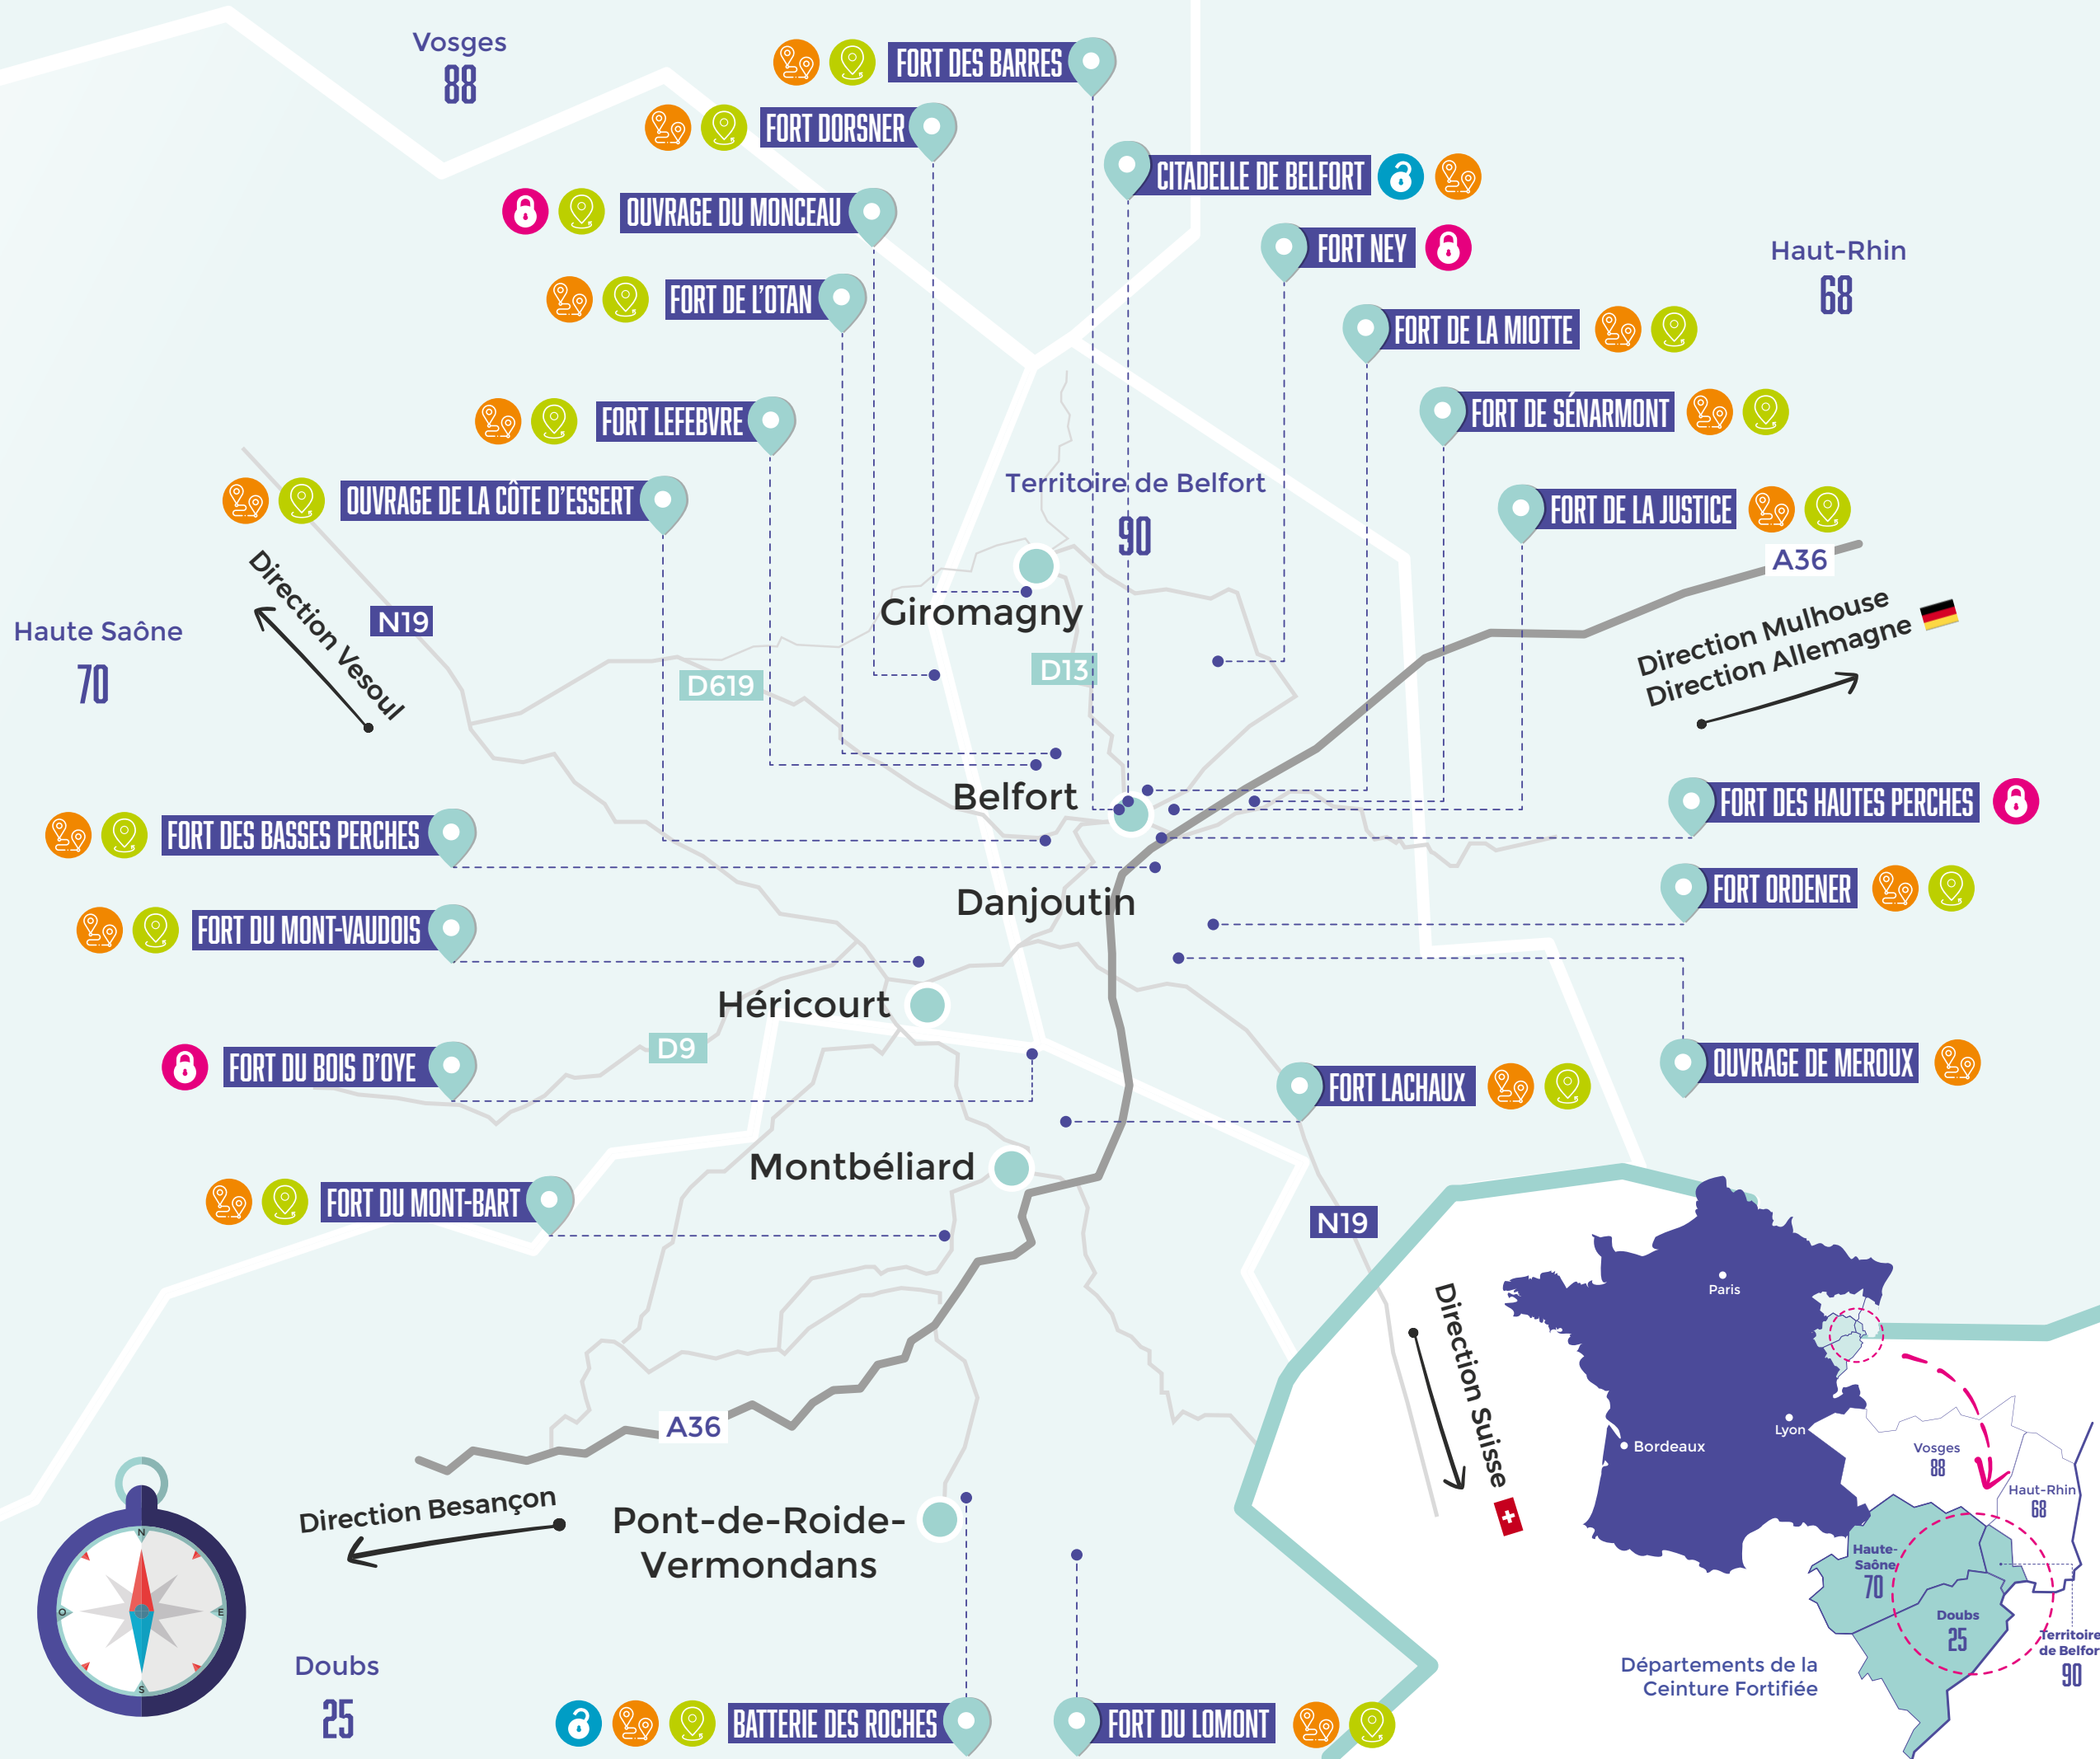 Vosges
88
FORT DES BARRES
FORT DORSNER
CITADELLE DE BELFORT
OUVRAGE DU MONCEAU
FORT NEY
Haut-Rhin
68
FORT DE L'OTAN
FORT DE LA MIOTTE
FORT LEFEBVRE
FORT DE SÉNARMONT
OUVRAGE DE LA CÔTE D'ESSERT
Territoire de Belfort
90
FORT DE LA JUSTICE
A36
Direction Vesoul
N19
Giromagny
Direction Mulhouse
Direction Allemagne
Haute Saône
70
D619
D13
Belfort
FORT DES HAUTES PERCHES
FORT DES BASSES PERCHES
Danjoutin
FORT ORDENER
FORT DU MONT-VAUDOIS
Héricourt
D9
FORT DU BOIS D'OYE
FORT LACHAUX
OUVRAGE DE MEROUX
Montbéliard
FORT DU MONT-BART
N19
Direction Suisse
Paris
Lyon
Bordeaux
A36
Direction Besançon
Pont-de-Roide-
Vermondans
N
O
E
S
Doubs
25
BATTERIE DES ROCHES
FORT DU LOMONT
Vosges
88
Haut-Rhin
68
Haute-
Saône
70
Doubs
25
Territoire
de Belfor
90
Départements de la
Ceinture Fortifiée